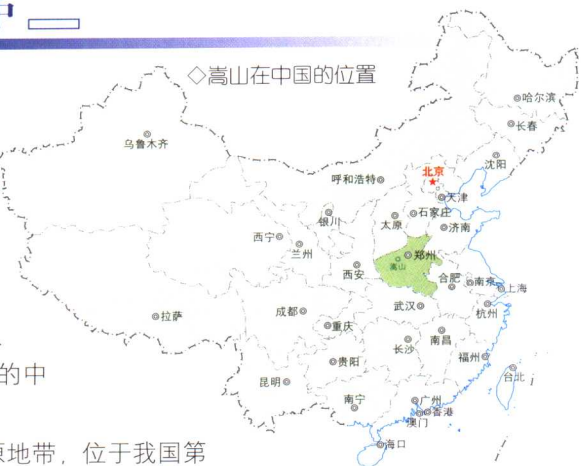 ◇嵩山在中国的位置
哈尔滨
长春
乌鲁木齐
沈阳
北京
呼和浩特
天津
银川
石家庄
太原
济南
西宁
兰州
郑州
嵩山
西安
合肥
南京
上海
武汉
杭州
成都
重庆
拉萨
南昌
长沙
贵阳
福州
的中
昆明
台北
南宁
广州
香港
澳门
海口
原地带，位于我国第